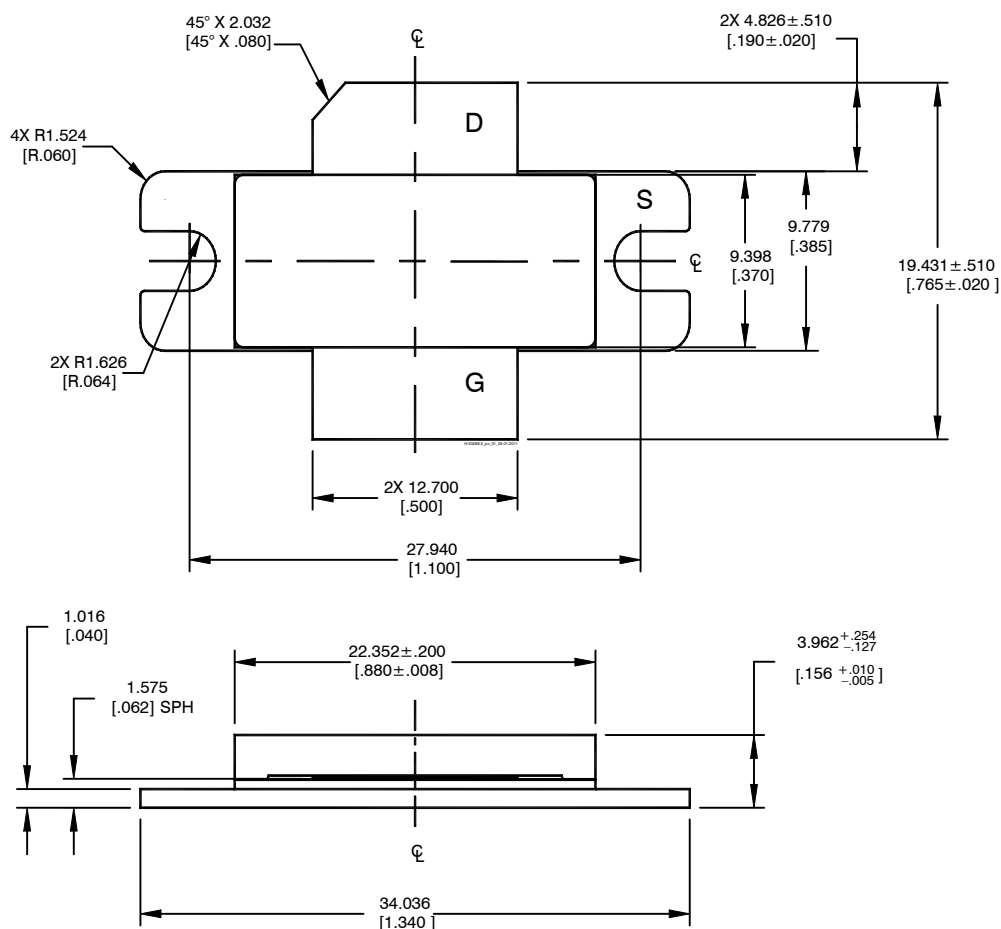 45° X 2.032
[45° X .080]
℄
2X 4.826±.510
[.190±.020]
D
4X R1.524
[R.060]
S
9.779
[.385]
9.398
[.370]
℄
19.431±.510
[.765±.020 ]
2X R1.626
[R.064]
G
2X 12.700
[.500]
27.940
[1.100]
1.016
[.040]
22.352±.200
[.880±.008]
3.962 +.254 –.127
[.156 +.010 –.005 ]
1.575
[.062] SPH
℄
34.036
[1.340 ]